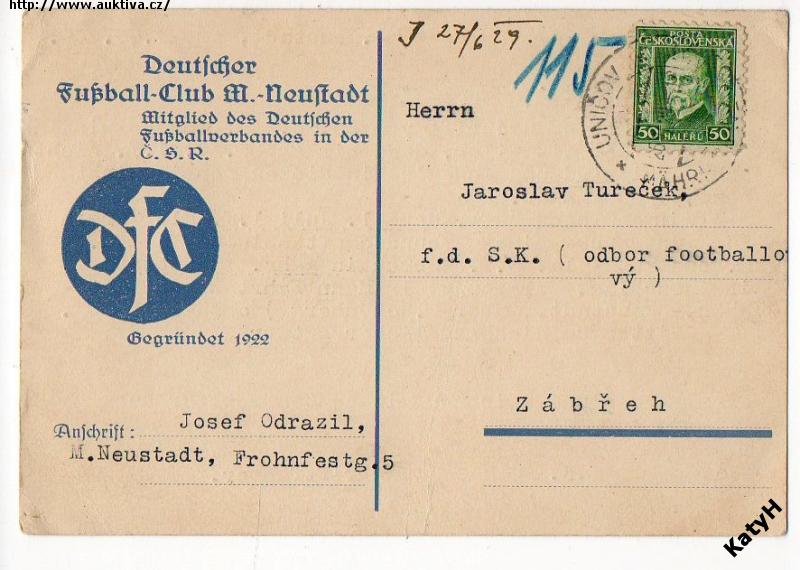 http://www.auktiva.cz/
Deutscher
Fußball-Club M.-Neustadt
Mitglied des Deutschen
Fußballverbandes in der
Č. S. R.
DfC
Gegründet 1922
Anschrift: Josef Odrazil,
M.Neustadt, Frohnfestg.5
27/6 29.
115
POSTA
ČESKOSLOVENSKÁ
50 HALÉŘŮ 50
UNIČOV
MÄHR.
Herrn
Jaroslav Tureček,
f.d. S.K. ( odbor footballo
vý )
Zábřeh
KatyH